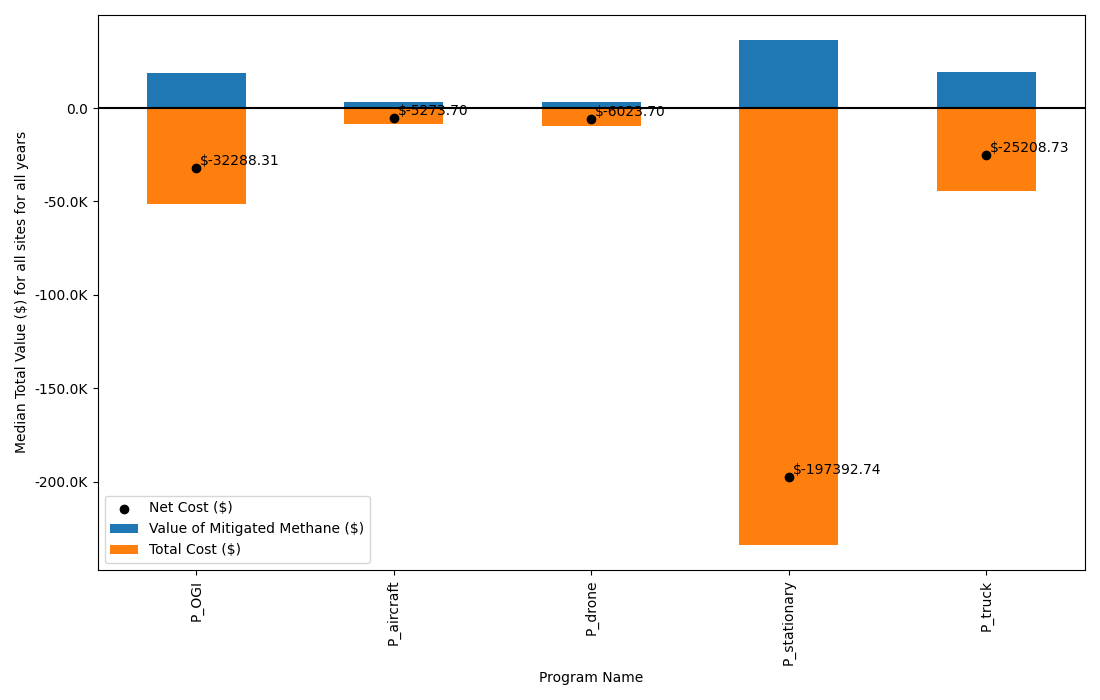 Median Total Value ($) for all sites for all years
0.0
-50.0K
-100.0K
-150.0K
-200.0K
$-32288.31
$-5273.70
$-6023.70
$-197392.74
$-25208.73
Net Cost ($)
Value of Mitigated Methane ($)
Total Cost ($)
P_OGI
P_aircraft
P_drone
P_stationary
P_truck
Program Name